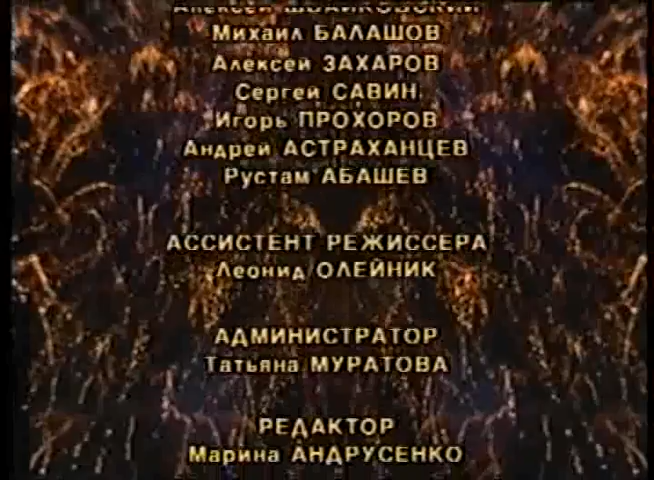 Алексей
Михаил БАЛАШОВ
Алексей ЗАХАРОВ
Сергей САВИН
Игорь ПРОХОРОВ
Андрей АСТРАХАНЦЕВ
Рустам АБАШЕВ
АССИСТЕНТ РЕЖИССЕРА
Леонид ОЛЕЙНИК
АДМИНИСТРАТОР
Татьяна МУРАТОВА
РЕДАКТОР
Марина АНДРУСЕНКО